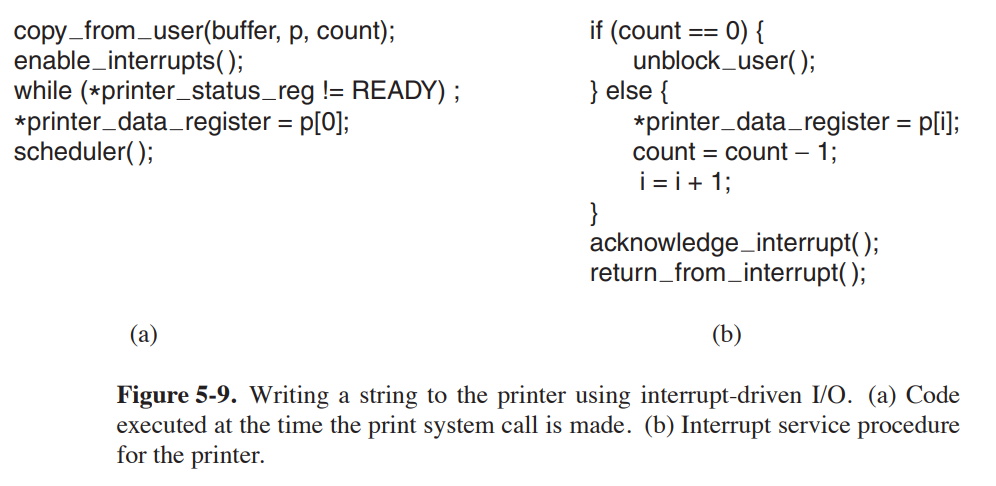 copy_from_user(buffer, p, count);
enable_interrupts( );
while (*printer_status_reg != READY) ;
*printer_data_register = p[0];
scheduler( );
(a)
if (count == 0) {
unblock_user( );
} else {
*printer_data_register = p[i];
count = count – 1;
i = i + 1;
}
acknowledge_interrupt( );
return_from_interrupt( );
(b)
Figure 5-9. Writing a string to the printer using interrupt-driven I/O. (a) Code
executed at the time the print system call is made. (b) Interrupt service procedure
for the printer.